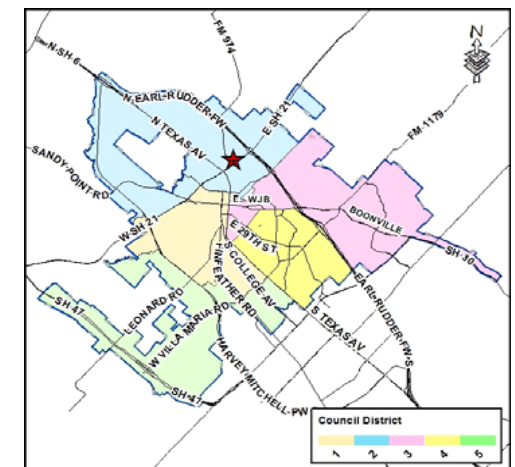 N
FM 974
N-SH 6
N-EARL-RUDDER-FW
E SH 21
N TEXAS AV
FM-1179
SANDY-POINT-RD
E WJB
BOONVILLE
W-SH 21
E 29TH ST
SH-30
S COLLEGE AV
FINFEATHER RD
LEONARD RD
EARL-RUDDER-FW-S
SH 47
W VILLA MARIA RD
S TEXAS AV
HARVEY-MITCHELL-PW
SH-47
Council District
1 2 3 4 5